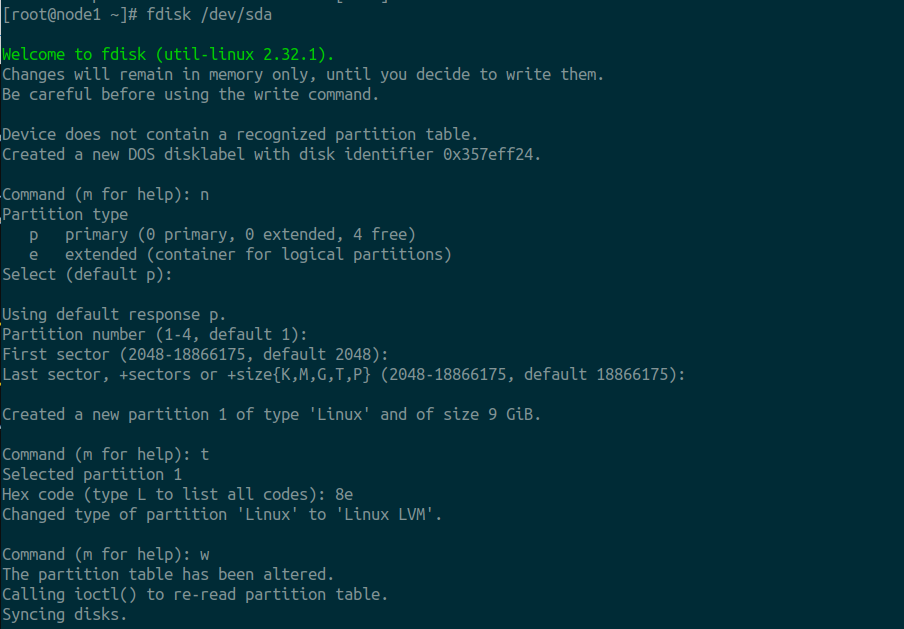 [root@node1 ~]# fdisk /dev/sda
Welcome to fdisk (util-linux 2.32.1).
Changes will remain in memory only, until you decide to write them.
Be careful before using the write command.
Device does not contain a recognized partition table.
Created a new DOS disklabel with disk identifier 0x357eff24.
Command (m for help): n
Partition type
   p   primary (0 primary, 0 extended, 4 free)
   e   extended (container for logical partitions)
Select (default p):
Using default response p.
Partition number (1-4, default 1):
First sector (2048-18866175, default 2048):
Last sector, +sectors or +size{K,M,G,T,P} (2048-18866175, default 18866175):
Created a new partition 1 of type 'Linux' and of size 9 GiB.
Command (m for help): t
Selected partition 1
Hex code (type L to list all codes): 8e
Changed type of partition 'Linux' to 'Linux LVM'.
Command (m for help): w
The partition table has been altered.
Calling ioctl() to re-read partition table.
Syncing disks.